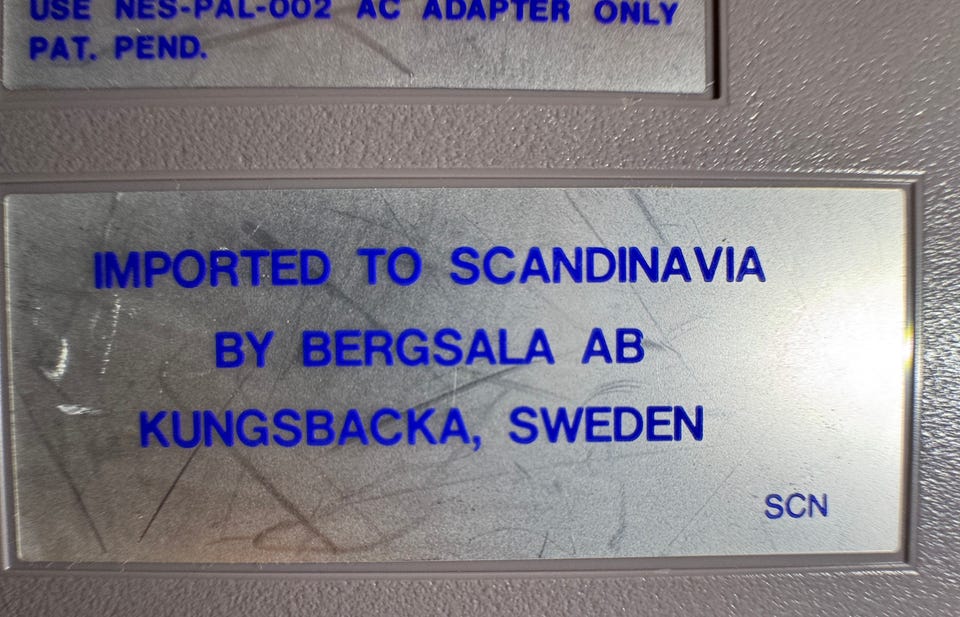 USE NES-PAL-002 AC ADAPTER ONLY
PAT. PEND.
IMPORTED TO SCANDINAVIA
BY BERGSALA AB
KUNGSBACKA, SWEDEN
SCN